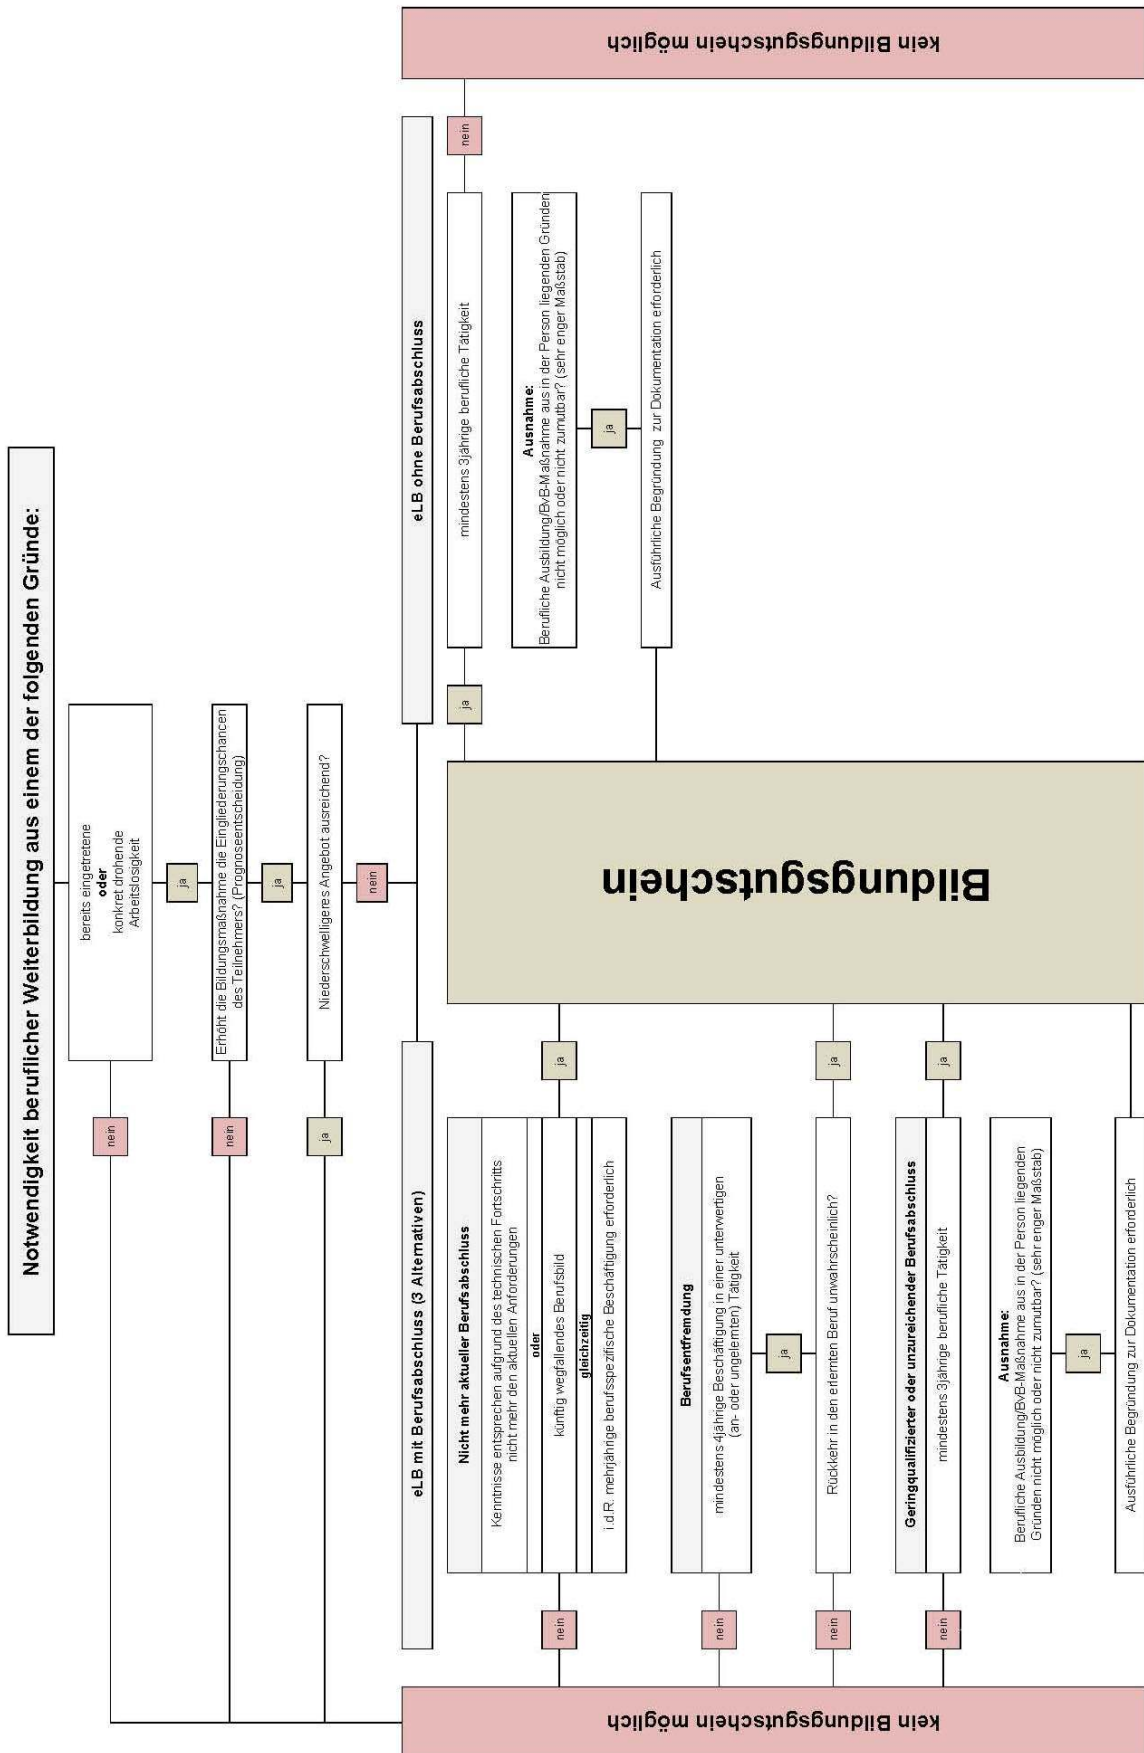 Notwendigkeit beruflicher Weiterbildung aus einem der folgenden Gründe:
bereits eingetretene
oder
konkret drohende
Arbeitslosigkeit
nein
ja
Erhöht die Bildungsmaßnahme die Eingliederungschancen
des Teilnehmers? (Prognoseentscheidung)
nein
ja
Niederschwelligeres Angebot ausreichend?
ja
nein
eLB mit Berufsabschluss (3 Alternativen)
eLB ohne Berufsabschluss
kein Bildungsgutschein möglich
Nicht mehr aktueller Berufsabschluss
Kenntnisse entsprechen aufgrund des technischen Fortschritts
nicht mehr den aktuellen Anforderungen
oder
künftig wegfallendes Berufsbild
gleichzeitig
i.d.R. mehrjährige berufsspezifische Beschäftigung erforderlich
nein
ja
Berufsentfremdung
mindestens 4jährige Beschäftigung in einer unterwertigen
(an- oder ungelernten) Tätigkeit
nein
ja
Rückkehr in den erlernten Beruf unwahrscheinlich?
nein
ja
Geringqualifizierter oder unzureichender Berufsabschluss
mindestens 3jährige berufliche Tätigkeit
nein
ja
Ausnahme:
Berufliche Ausbildung/BvB-Maßnahme aus in der Person liegenden
Gründen nicht möglich oder nicht zumutbar? (sehr enger Maßstab)
ja
Ausführliche Begründung zur Dokumentation erforderlich
Bildungsgutschein
ja
mindestens 3jährige berufliche Tätigkeit
nein
Ausnahme:
Berufliche Ausbildung/BvB-Maßnahme aus in der Person liegenden Gründen
nicht möglich oder nicht zumutbar? (sehr enger Maßstab)
ja
Ausführliche Begründung zur Dokumentation erforderlich
kein Bildungsgutschein möglich